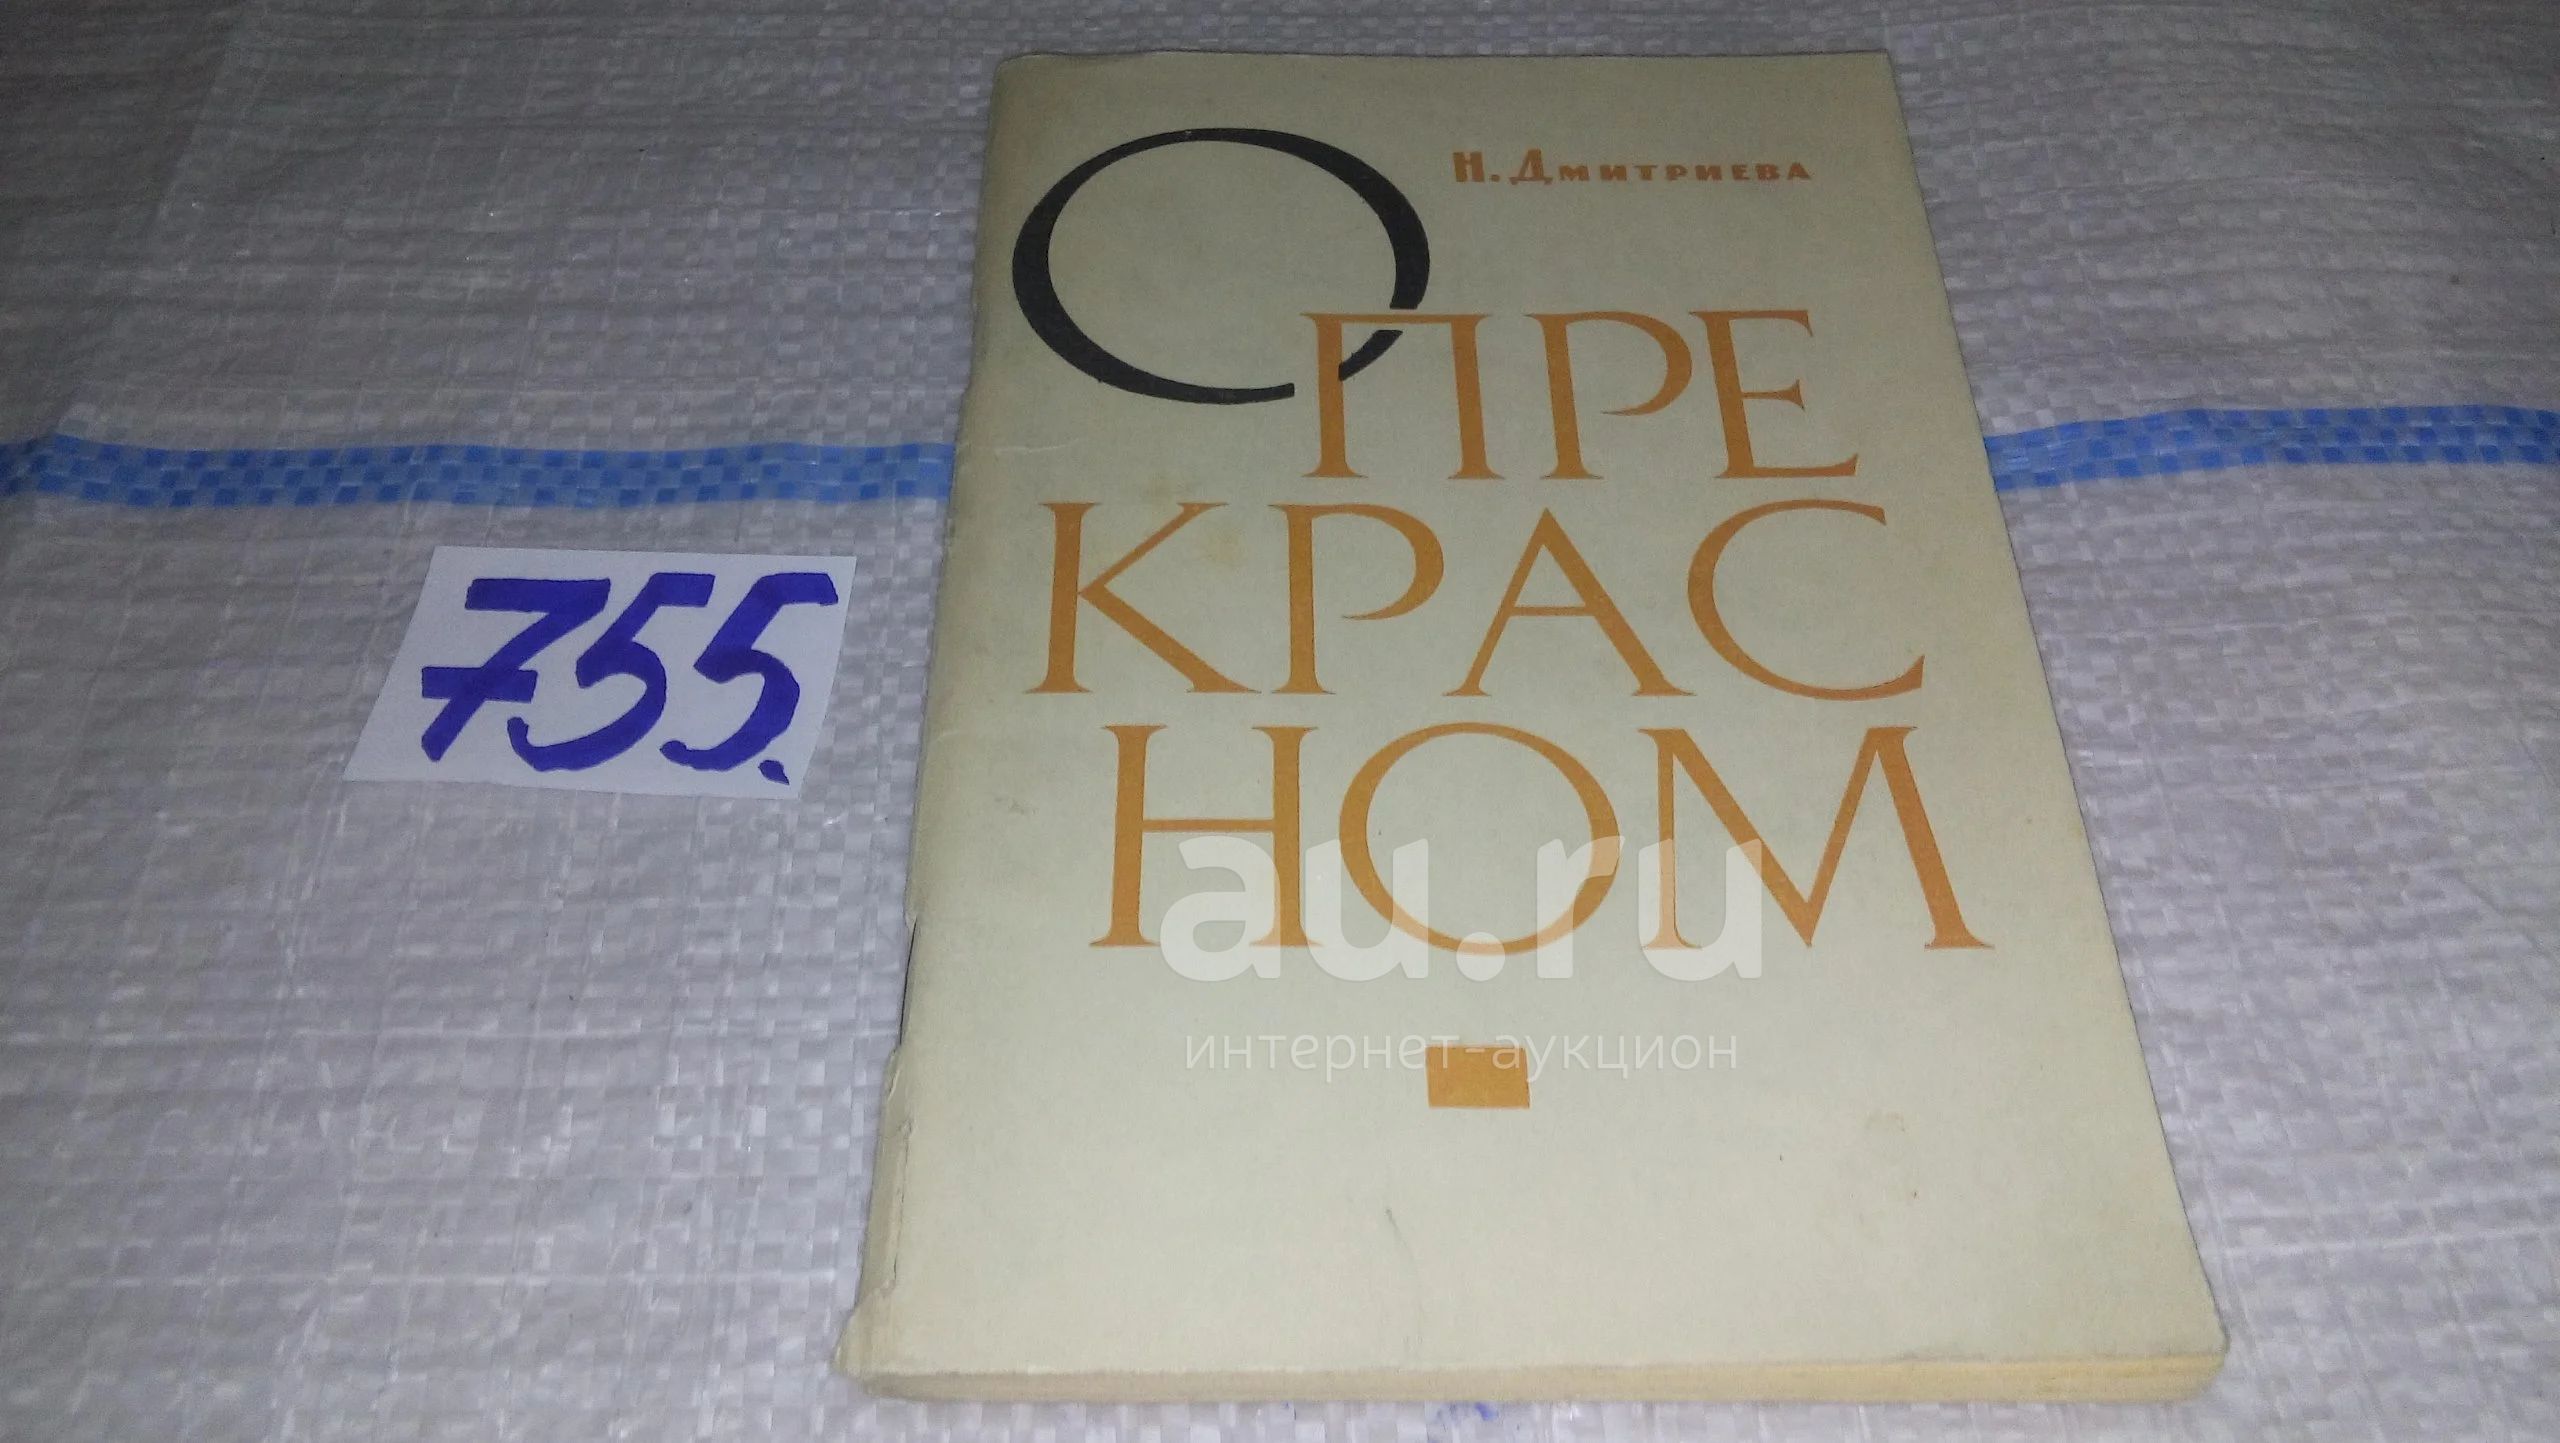 Н. Дмитриева
О
ПРЕ
КРАС
НОМ
755.
au.ru
интернет-аукцион